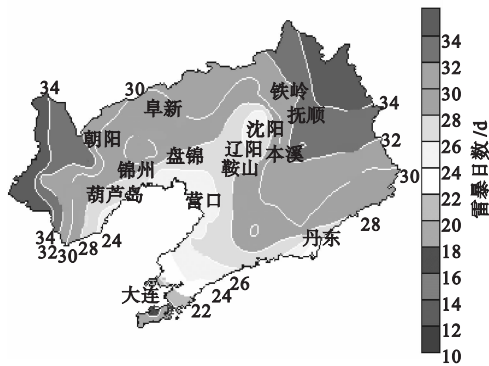 34
30
阜新
铁岭
抚顺
朝阳
沈阳
34
锦州
盘锦
辽阳
本溪
鞍山
32
葫芦岛
营口
30
34
32
30
28
24
丹东
28
大连
26
24
22
34
32
30
28
26
24
22
20
18
16
14
12
10
雷暴日数/d